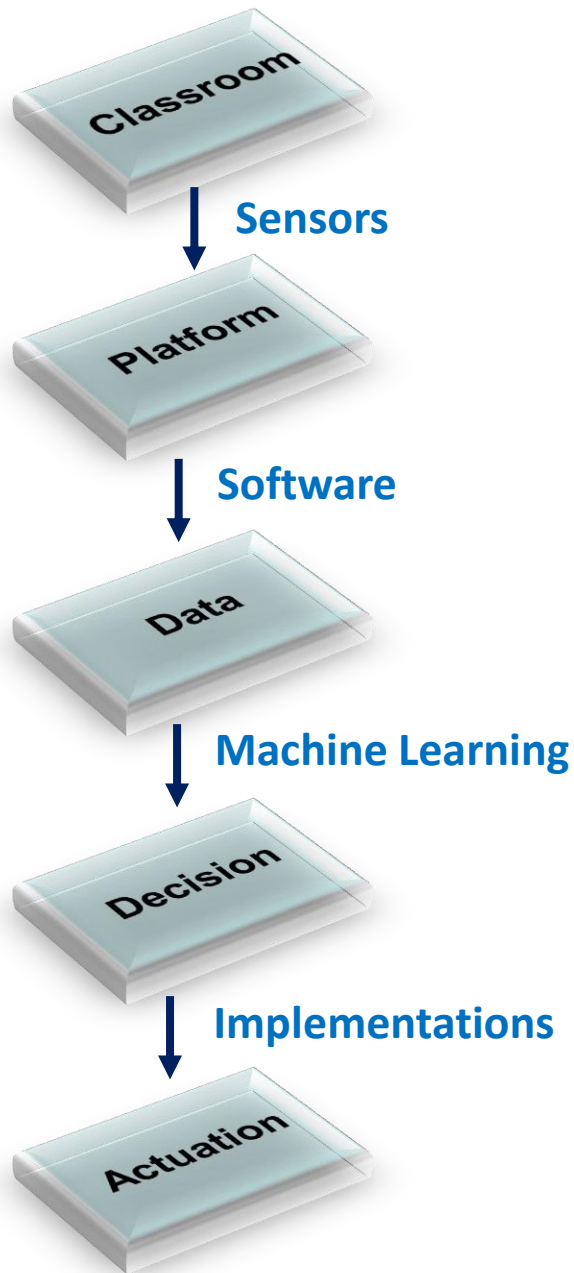 Classroom
Sensors
Platform
Software
Data
Machine Learning
Decision
Implementations
Actuation